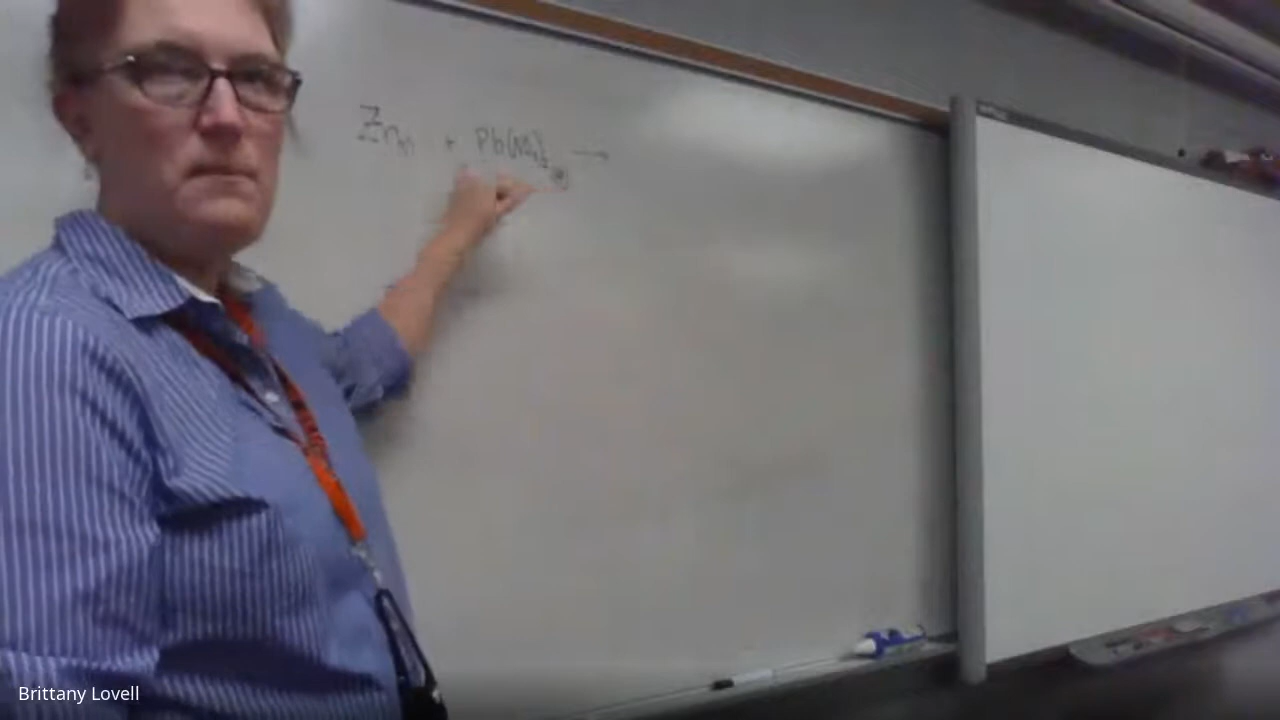 Zn(s) + Pb(NO3)2 →
Brittany Lovell